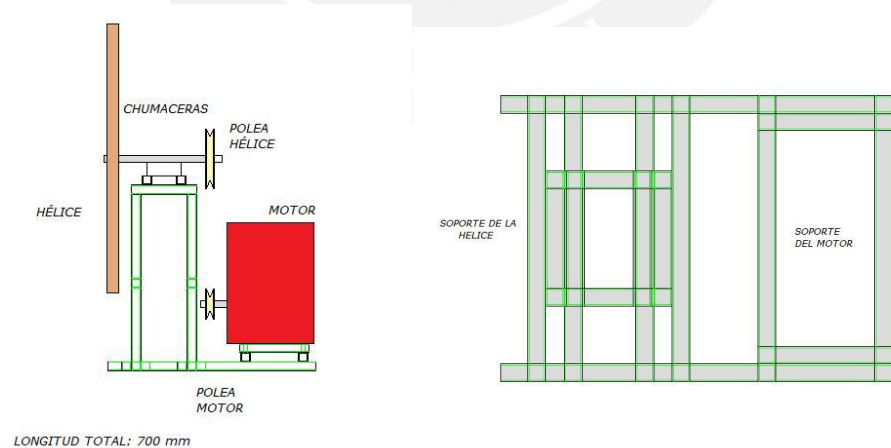 CHUMACERAS
POLEA
HÉLICE
HÉLICE
MOTOR
POLEA
MOTOR
LONGITUD TOTAL: 700 mm
SOPORTE DE LA
HELICE
SOPORTE
DEL MOTOR